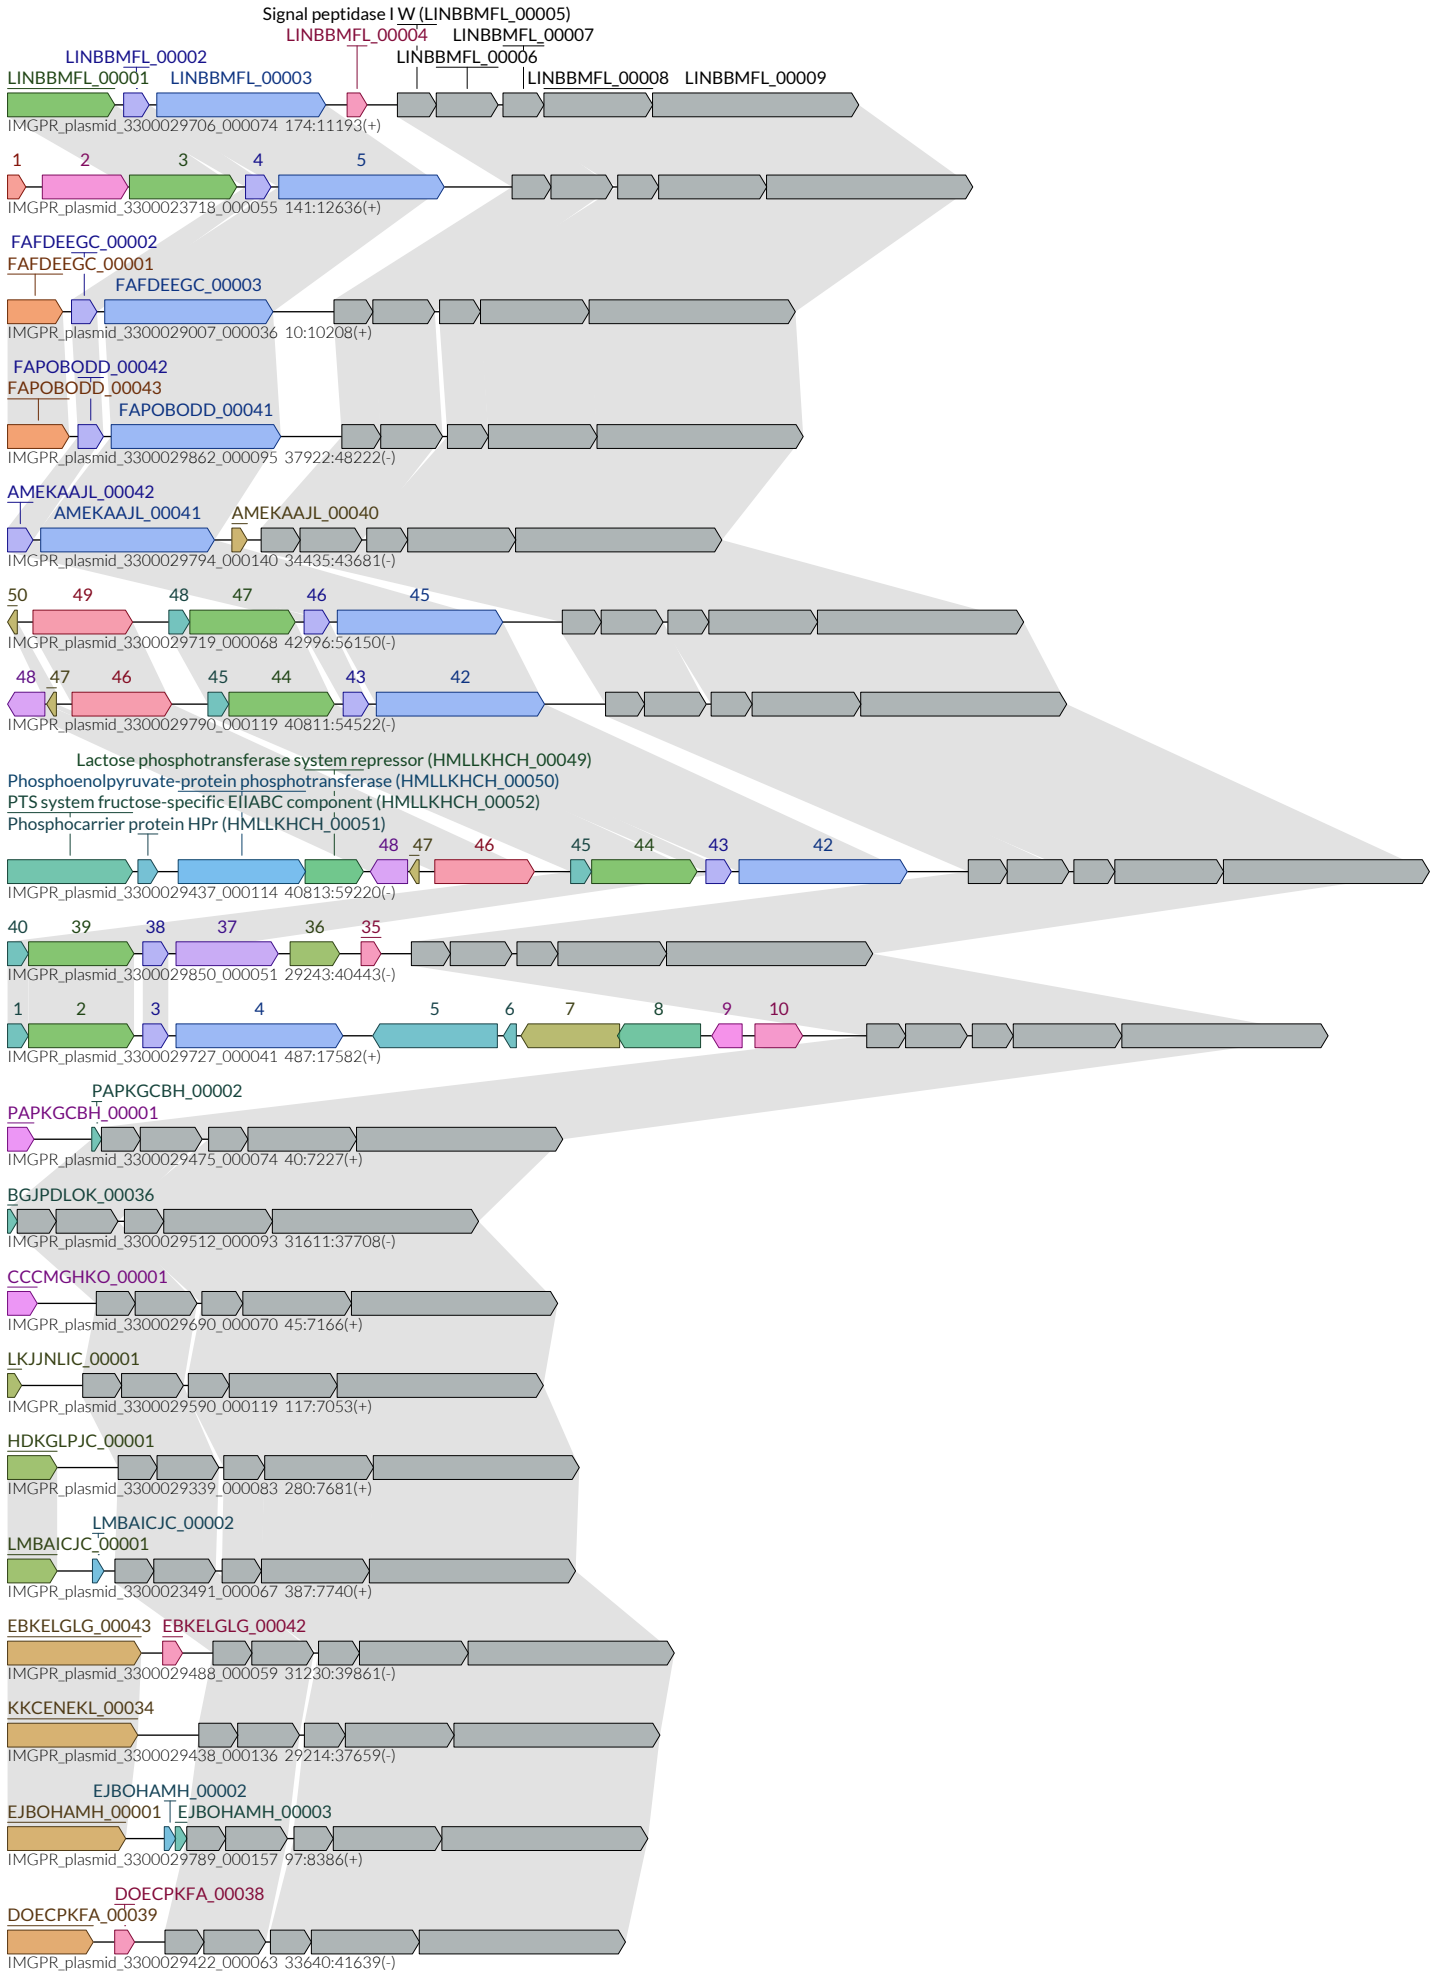 Signal peptidase I W (LINBBMFL_00005)
LINBBMFL_00004 LINBBMFL_00007
LINBBMFL_00002 LINBBMFL_00006
LINBBMFL_00001 LINBBMFL_00003 LINBBMFL_00008 LINBBMFL_00009
IMGPR_plasmid_3300029706_000074 174:11193(+)
1 2 3 4 5
IMGPR_plasmid_3300023718_000055 141:12636(+)
FAFDEEGC_00002
FAFDEEGC_00001
FAFDEEGC_00003
IMGPR_plasmid_3300029007_000036 10:10208(+)
FAPOBODD_00042
FAPOBODD_00043
FAPOBODD_00041
IMGPR_plasmid_3300029862_000095 37922:48222(-)
AMEKAAJL_00042
AMEKAAJL_00041 AMEKAAJL_00040
IMGPR_plasmid_3300029794_000140 34435:43681(-)
50 49 48 47 46 45
IMGPR_plasmid_3300029719_000068 42996:56150(-)
48 47 46 45 44 43 42
IMGPR_plasmid_3300029790_000119 40811:54522(-)
Lactose phosphotransferase system repressor (HMLLKHCH_00049)
Phosphoenolpyruvate-protein phosphotransferase (HMLLKHCH_00050)
PTS system fructose-specific EIIABC component (HMLLKHCH_00052)
Phosphocarrier protein HPr (HMLLKHCH_00051)
48 47 46 45 44 43 42
IMGPR_plasmid_3300029437_000114 40813:59220(-)
40 39 38 37 36 35
IMGPR_plasmid_3300029850_000051 29243:40443(-)
1 2 3 4 5 6 7 8 9 10
IMGPR_plasmid_3300029727_000041 487:17582(+)
PAPKGCBH_00002
PAPKGCBH_00001
IMGPR_plasmid_3300029475_000074 40:7227(+)
BGJPDLOK_00036
IMGPR_plasmid_3300029512_000093 31611:37708(-)
CCCMGHKO_00001
IMGPR_plasmid_3300029690_000070 45:7166(+)
LKJJNLIC_00001
IMGPR_plasmid_3300029590_000119 117:7053(+)
HDKGLPJC_00001
IMGPR_plasmid_3300029339_000083 280:7681(+)
LMBAICJC_00002
LMBAICJC_00001
IMGPR_plasmid_3300023491_000067 387:7740(+)
EBKELGLG_00043 EBKELGLG_00042
IMGPR_plasmid_3300029488_000059 31230:39861(-)
KKCENEKL_00034
IMGPR_plasmid_3300029438_000136 29214:37659(-)
EJBOHAMH_00002
EJBOHAMH_00001 EJBOHAMH_00003
IMGPR_plasmid_3300029789_000157 97:8386(+)
DOECPKFA_00038
DOECPKFA_00039
IMGPR_plasmid_3300029422_000063 33640:41639(-)